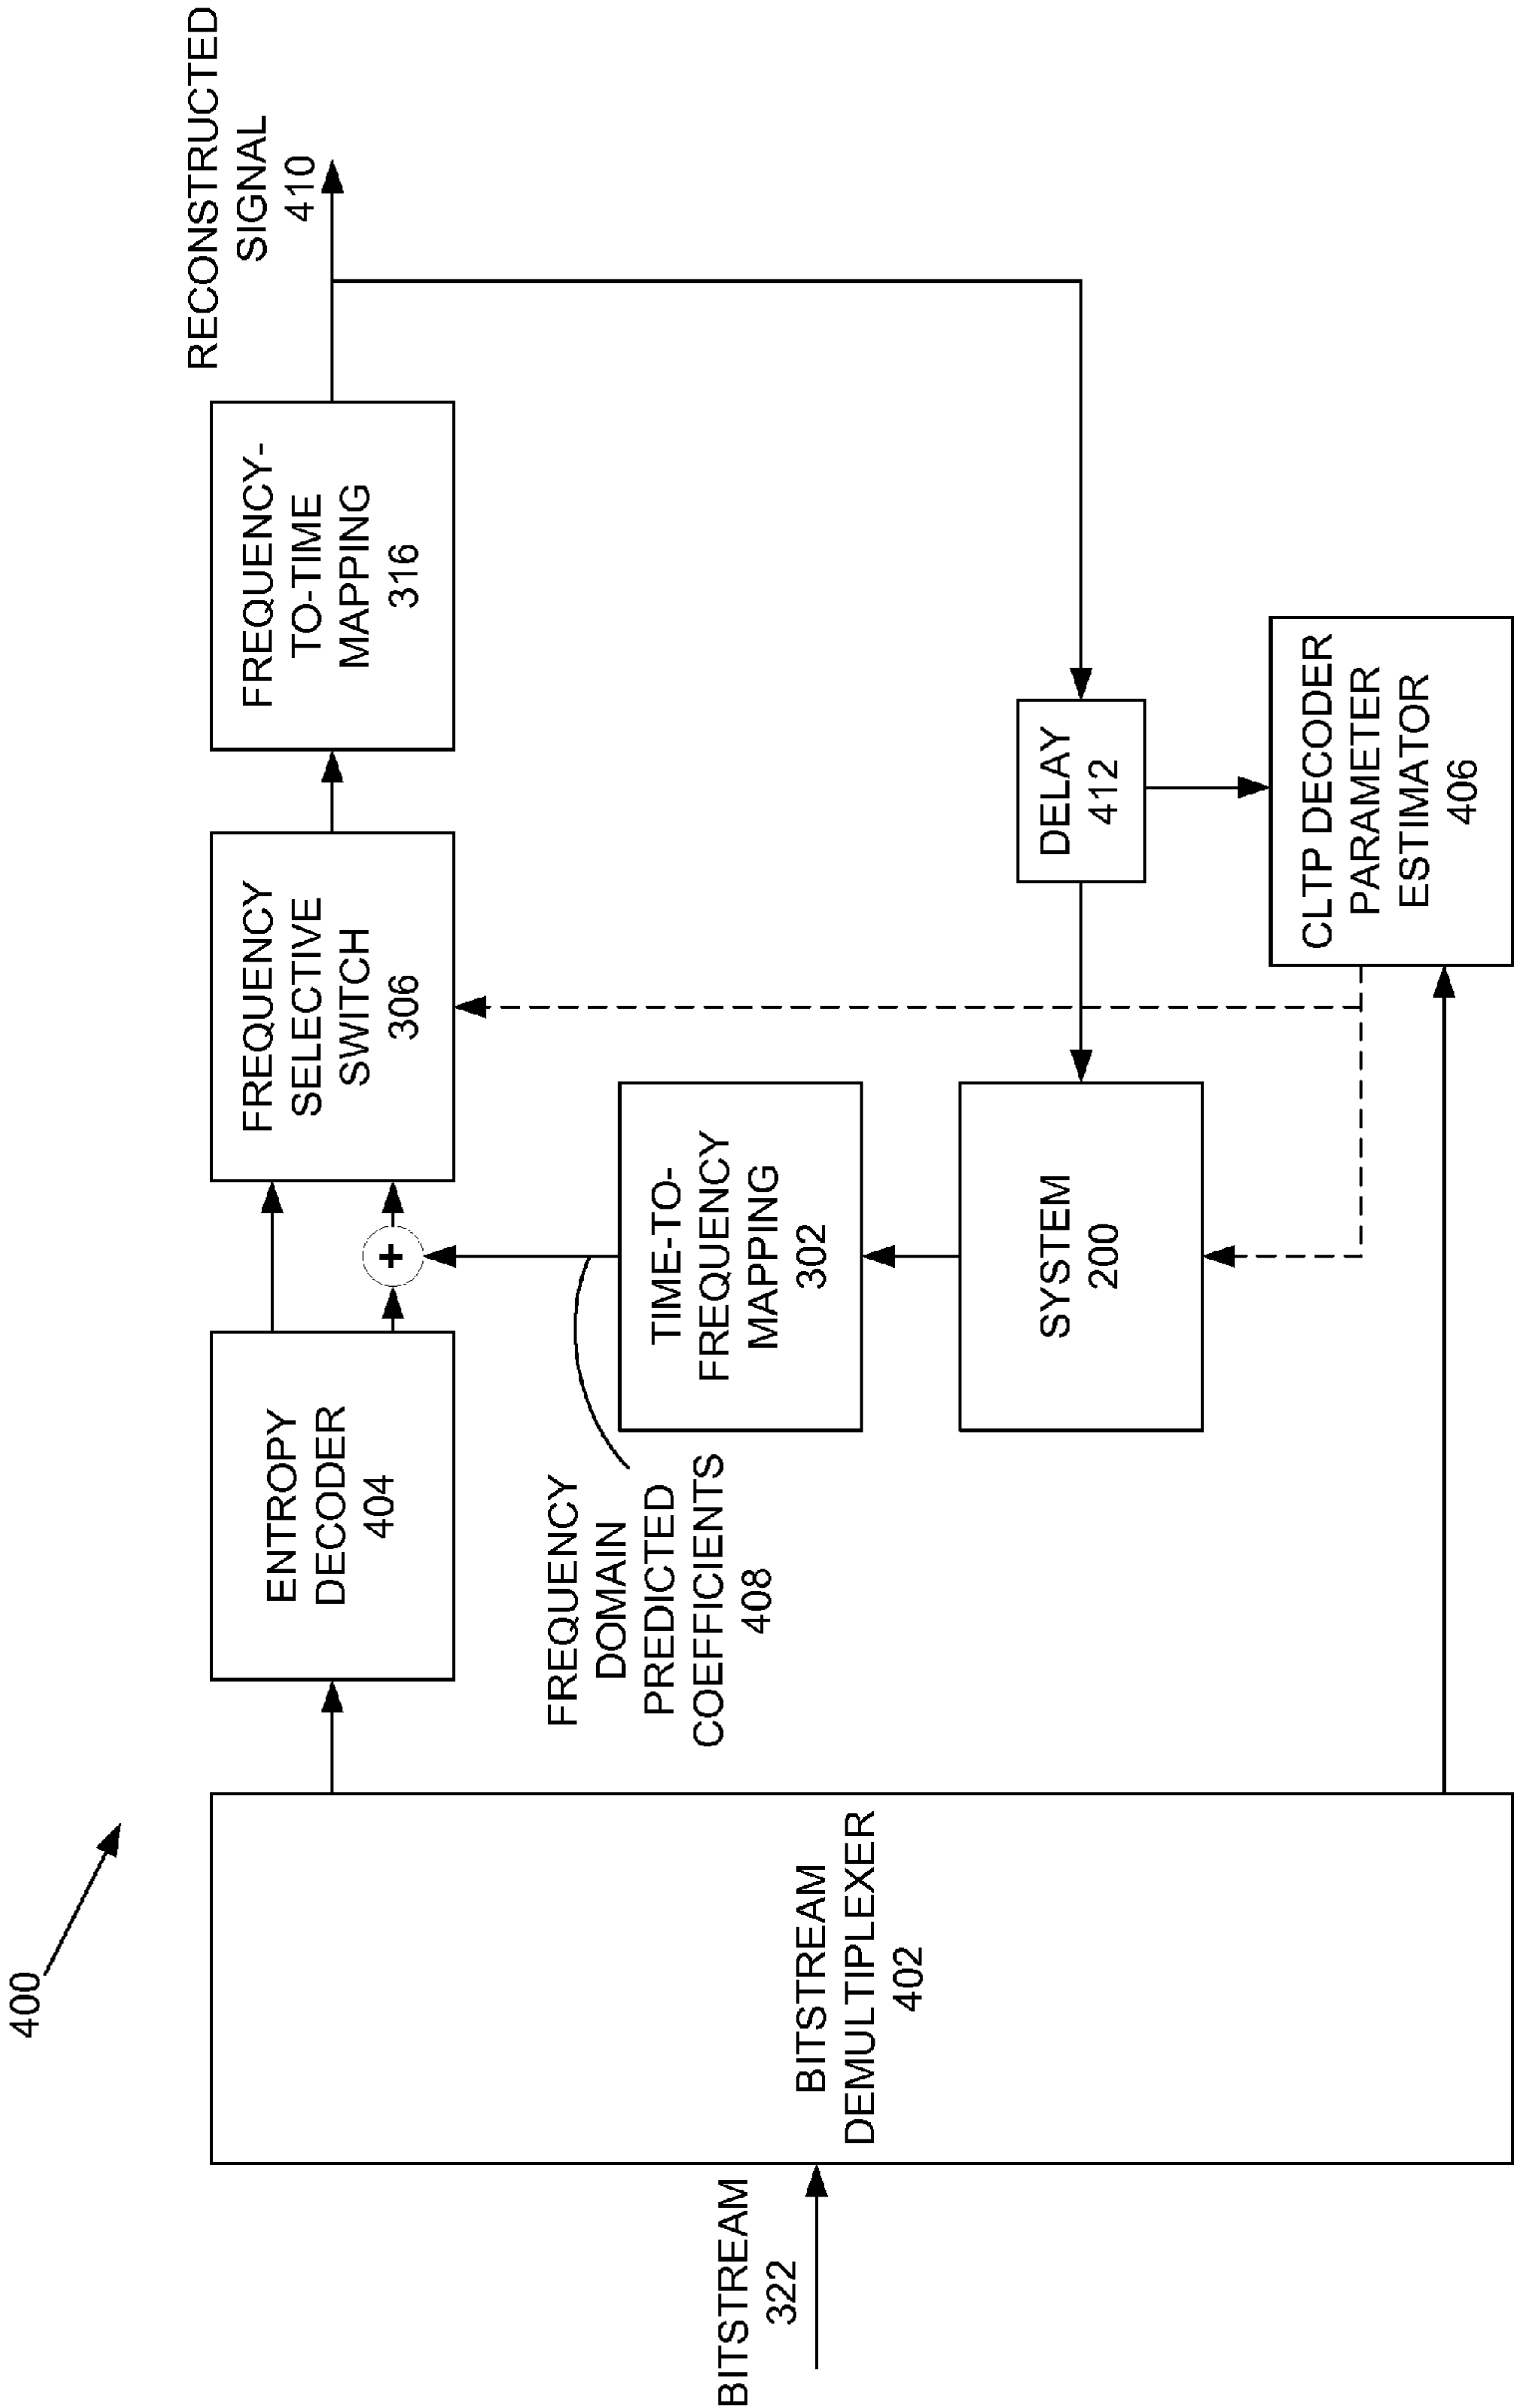 400
BITSTREAM
322
BITSTREAM
DEMULTIPLEXER
402
ENTROPY
DECODER
404
+
FREQUENCY
SELECTIVE
SWITCH
306
FREQUENCY-
TO-TIME
MAPPING
316
RECONSTRUCTED
SIGNAL
410
FREQUENCY
DOMAIN
PREDICTED
COEFFICIENTS
408
TIME-TO-
FREQUENCY
MAPPING
302
SYSTEM
200
DELAY
412
CLTP DECODER
PARAMETER
ESTIMATOR
406